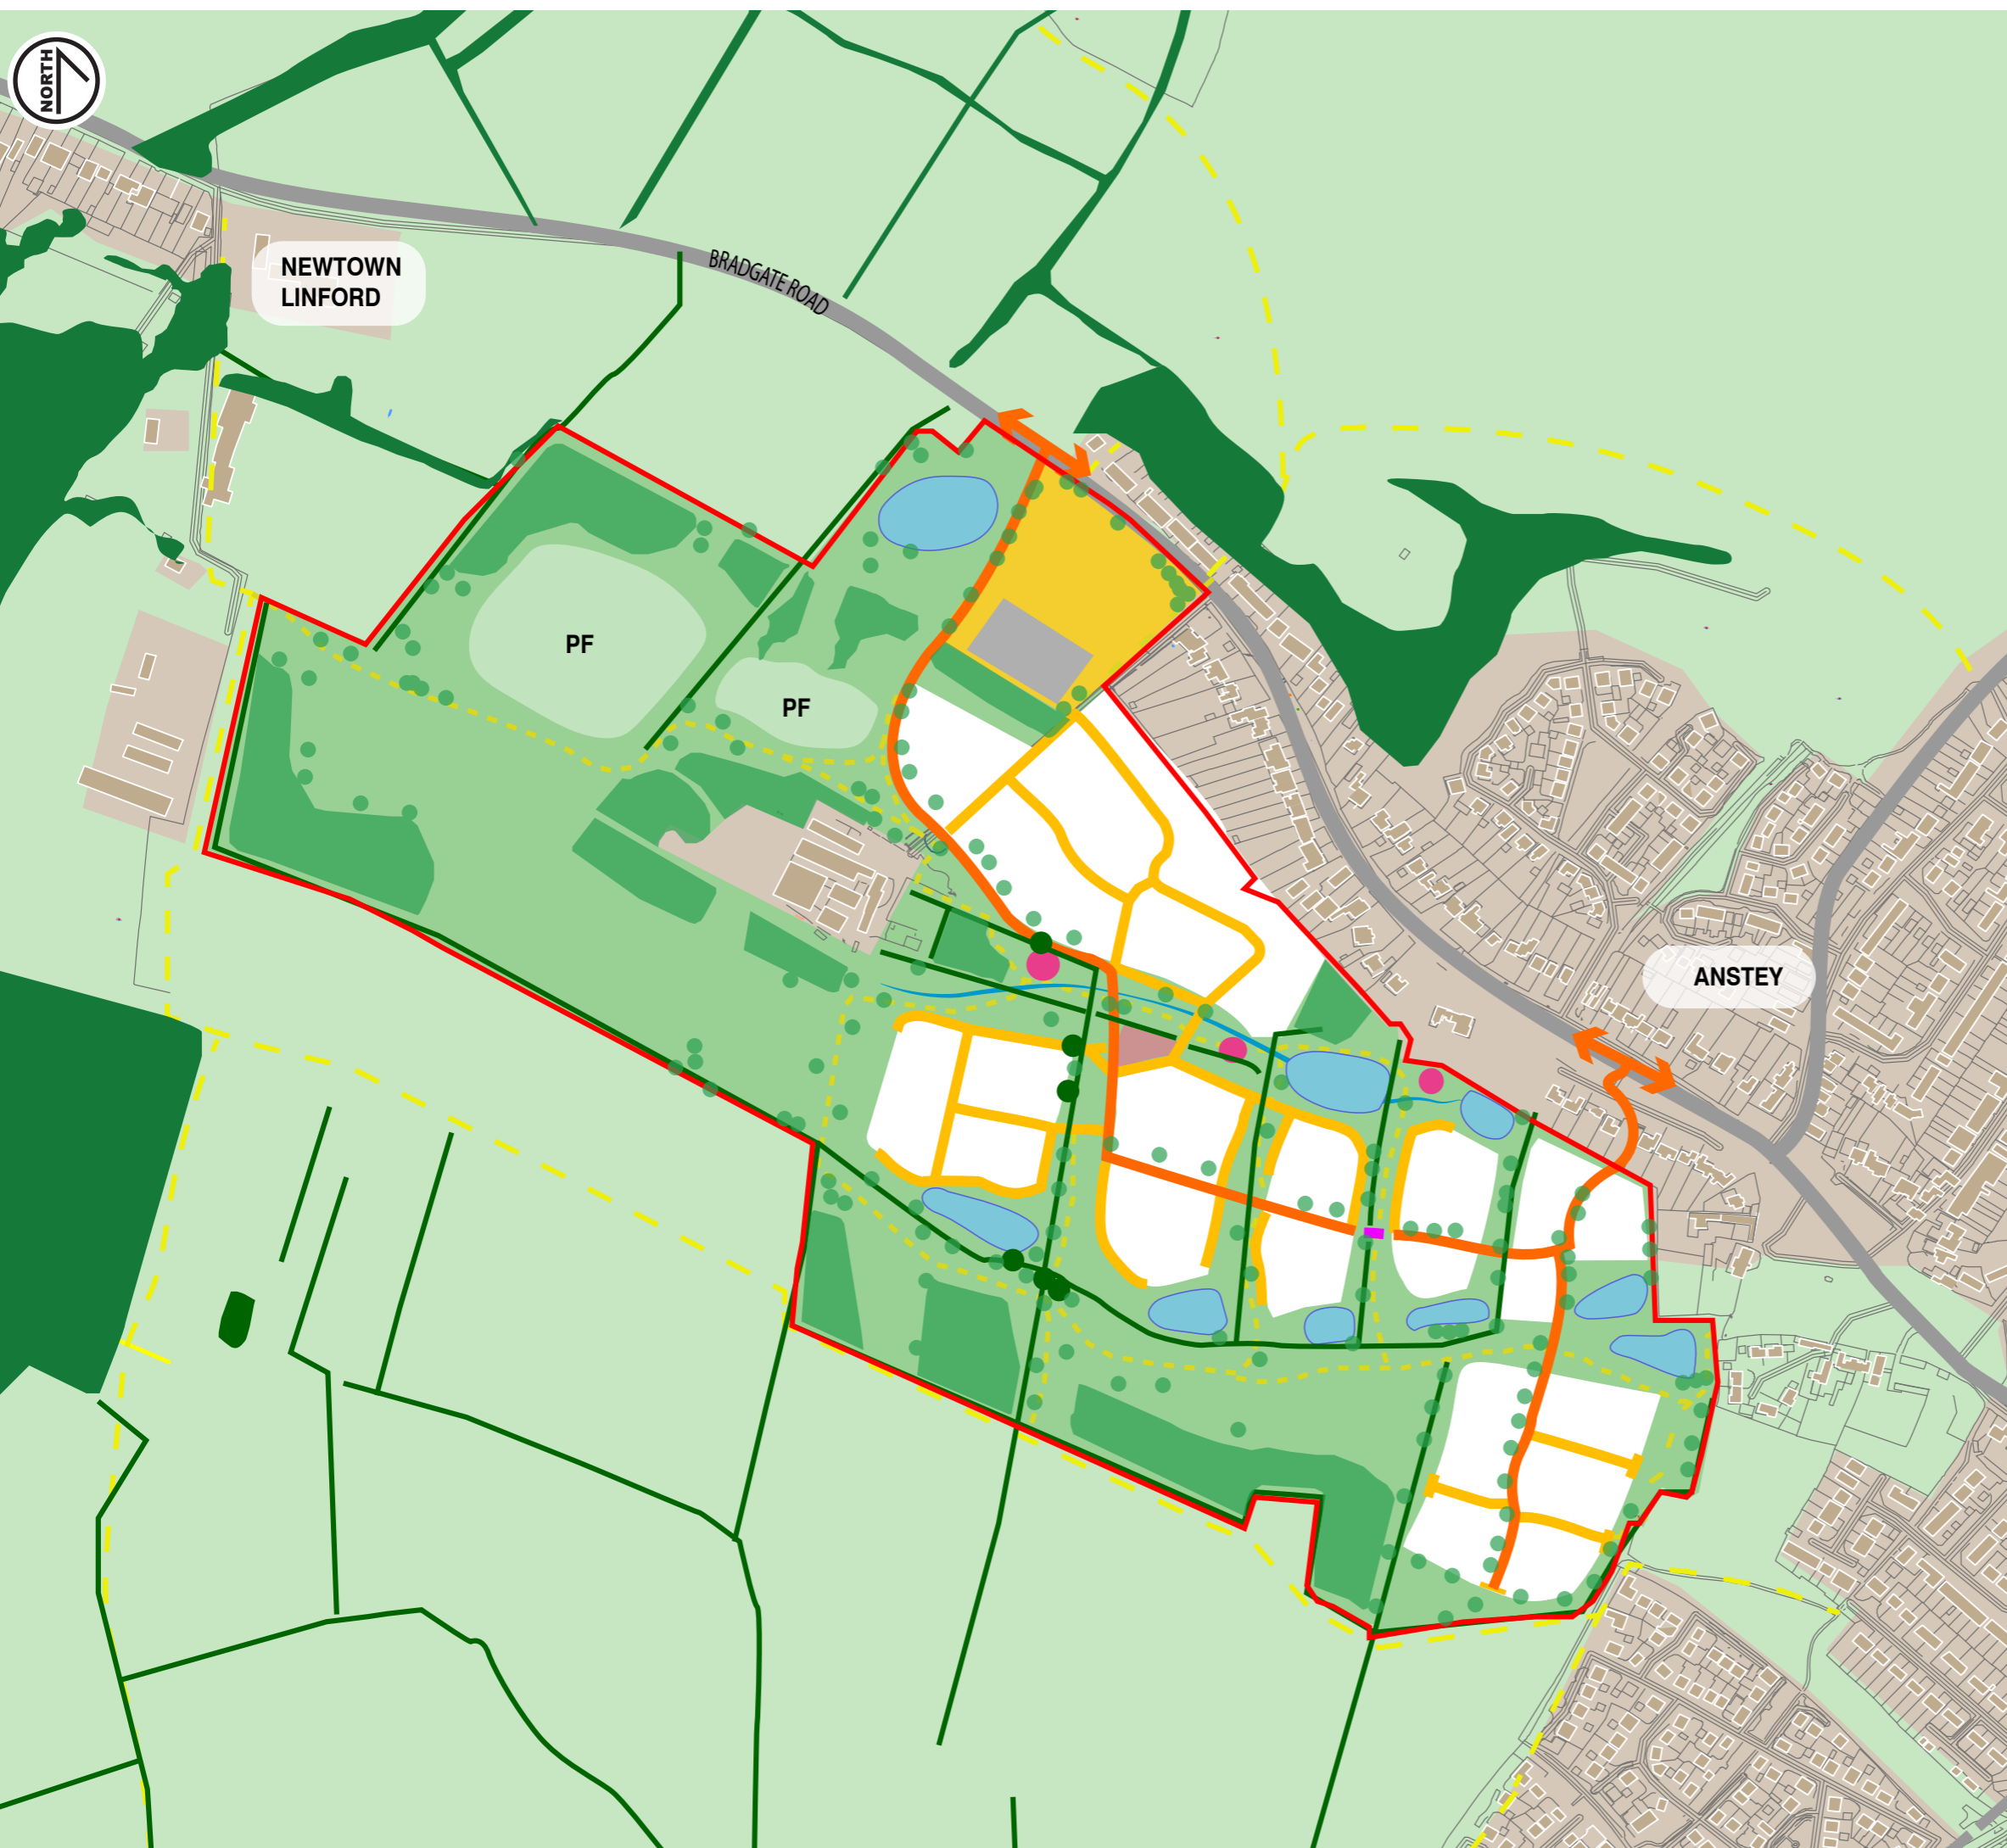 NORTH
NEWTOWN
LINFORD
BRADGATE ROAD
PF
PF
ANSTEY